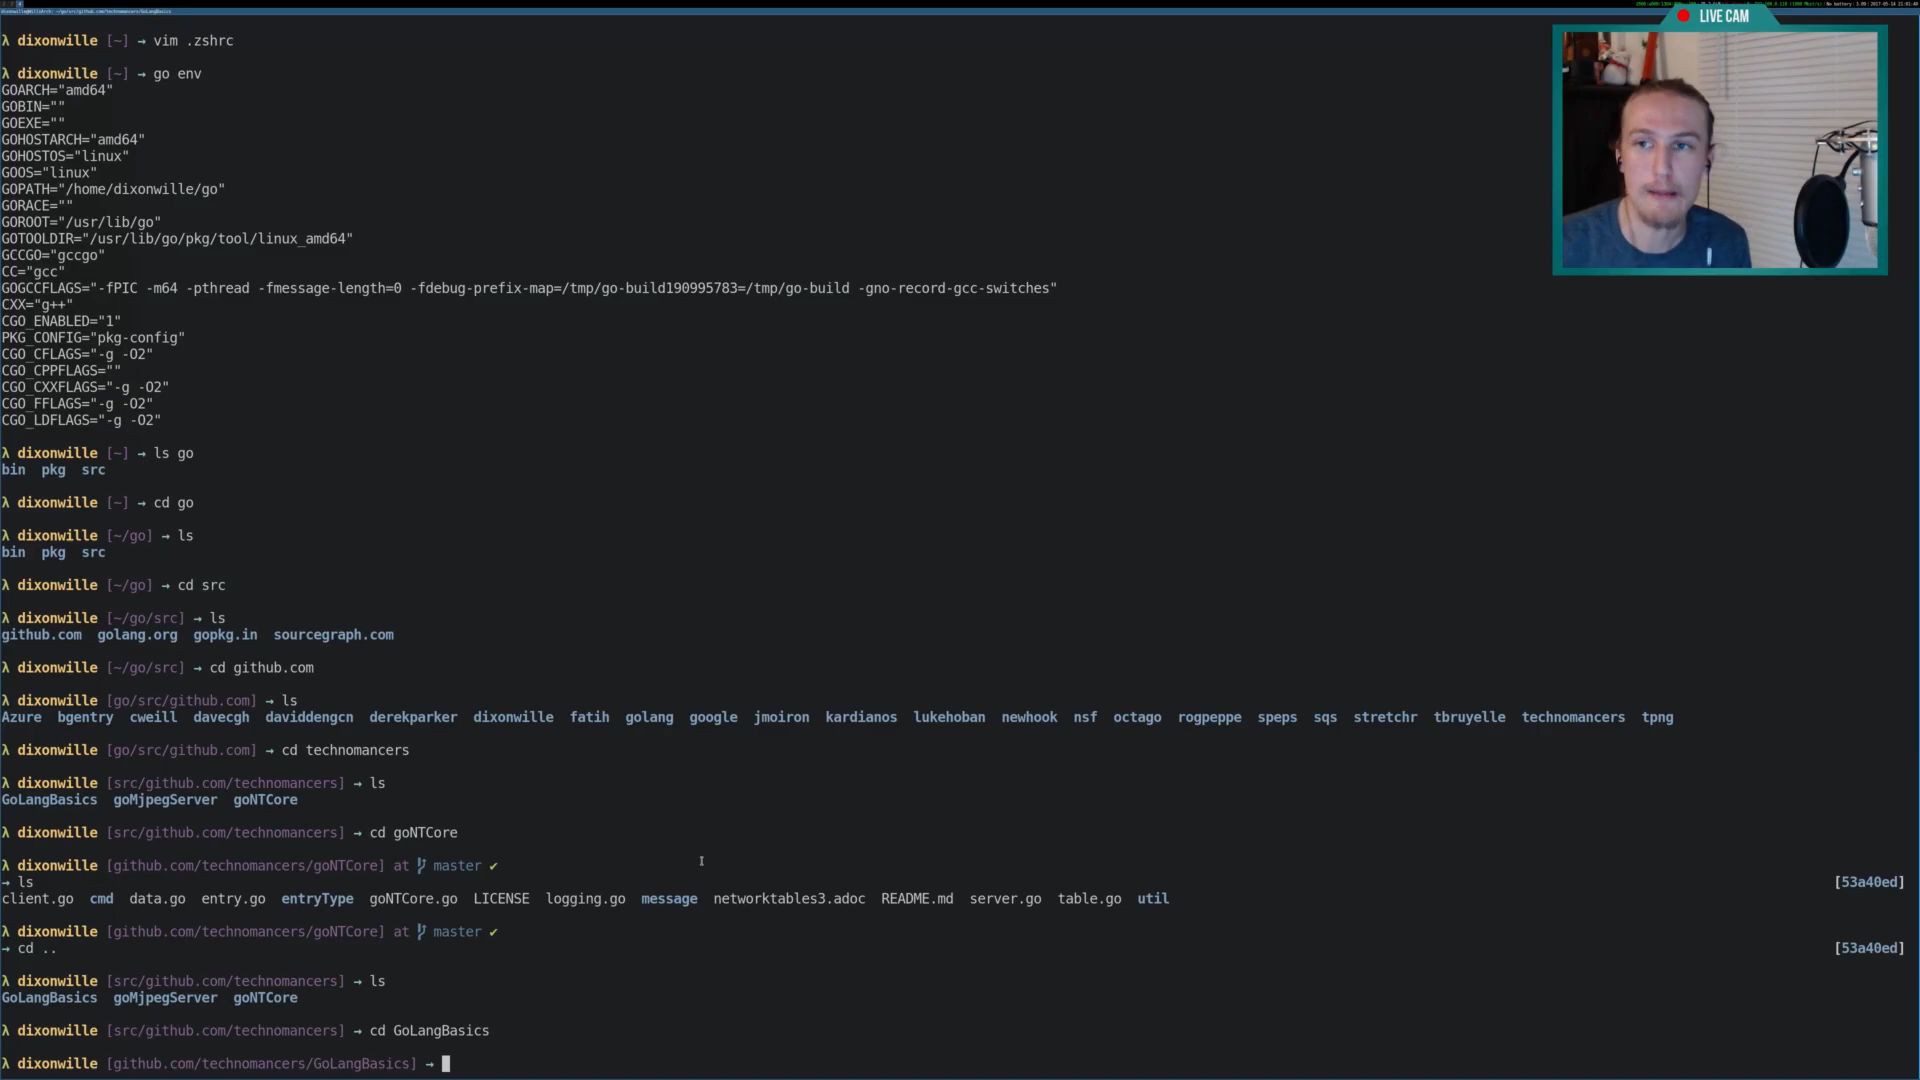 dixonwille@WillsArch: ~/go/src/github.com/technomancers/GoLangBasics
LIVE CAM
λ dixonwille [~] → vim .zshrc
λ dixonwille [~] → go env
GOARCH="amd64"
GOBIN=""
GOEXE=""
GOHOSTARCH="amd64"
GOHOSTOS="linux"
GOOS="linux"
GOPATH="/home/dixonwille/go"
GORACE=""
GOROOT="/usr/lib/go"
GOTOOLDIR="/usr/lib/go/pkg/tool/linux_amd64"
GCCGO="gccgo"
CC="gcc"
GOGCCFLAGS="-fPIC -m64 -pthread -fmessage-length=0 -fdebug-prefix-map=/tmp/go-build190995783=/tmp/go-build -gno-record-gcc-switches"
CXX="g++"
CGO_ENABLED="1"
PKG_CONFIG="pkg-config"
CGO_CFLAGS="-g -O2"
CGO_CPPFLAGS=""
CGO_CXXFLAGS="-g -O2"
CGO_FFLAGS="-g -O2"
CGO_LDFLAGS="-g -O2"
λ dixonwille [~] → ls go
bin pkg src
λ dixonwille [~] → cd go
λ dixonwille [~/go] → ls
bin pkg src
λ dixonwille [~/go] → cd src
λ dixonwille [~/go/src] → ls
github.com golang.org gopkg.in sourcegraph.com
λ dixonwille [~/go/src] → cd github.com
λ dixonwille [go/src/github.com] → ls
Azure bgentry cweill davecgh daviddengcn derekparker dixonwille fatih golang google jmoiron kardianos lukehoban newhook nsf octago rogpeppe speps sqs stretchr tbruyelle technomancers tpng
λ dixonwille [go/src/github.com] → cd technomancers
λ dixonwille [src/github.com/technomancers] → ls
GoLangBasics goMjpegServer goNTCore
λ dixonwille [src/github.com/technomancers] → cd goNTCore
λ dixonwille [github.com/technomancers/goNTCore] at master ✔
→ ls [53a40ed]
client.go cmd data.go entry.go entryType goNTCore.go LICENSE logging.go message networktables3.adoc README.md server.go table.go util
λ dixonwille [github.com/technomancers/goNTCore] at master ✔
→ cd .. [53a40ed]
λ dixonwille [src/github.com/technomancers] → ls
GoLangBasics goMjpegServer goNTCore
λ dixonwille [src/github.com/technomancers] → cd GoLangBasics
λ dixonwille [github.com/technomancers/GoLangBasics] →